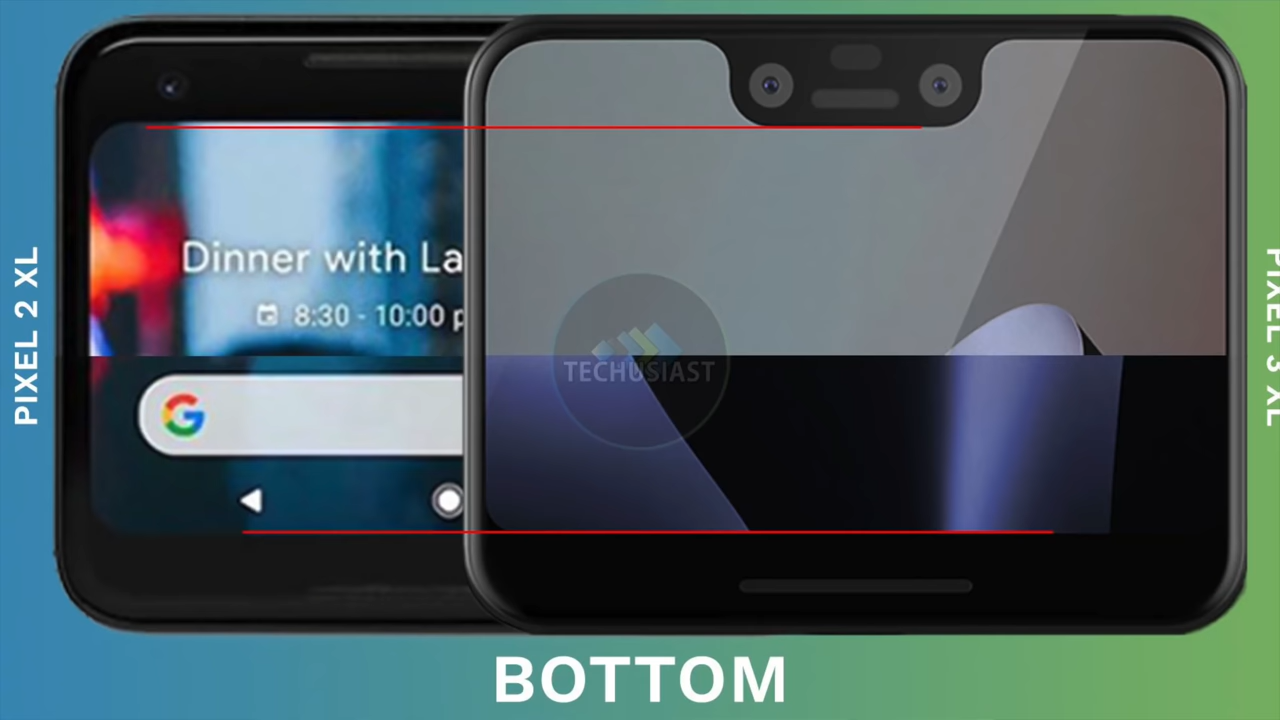 PIXEL 2 XL
Dinner with La
8:30 - 10:00 p
G
TECHUSIAST
PIXEL 3 XL
BOTTOM